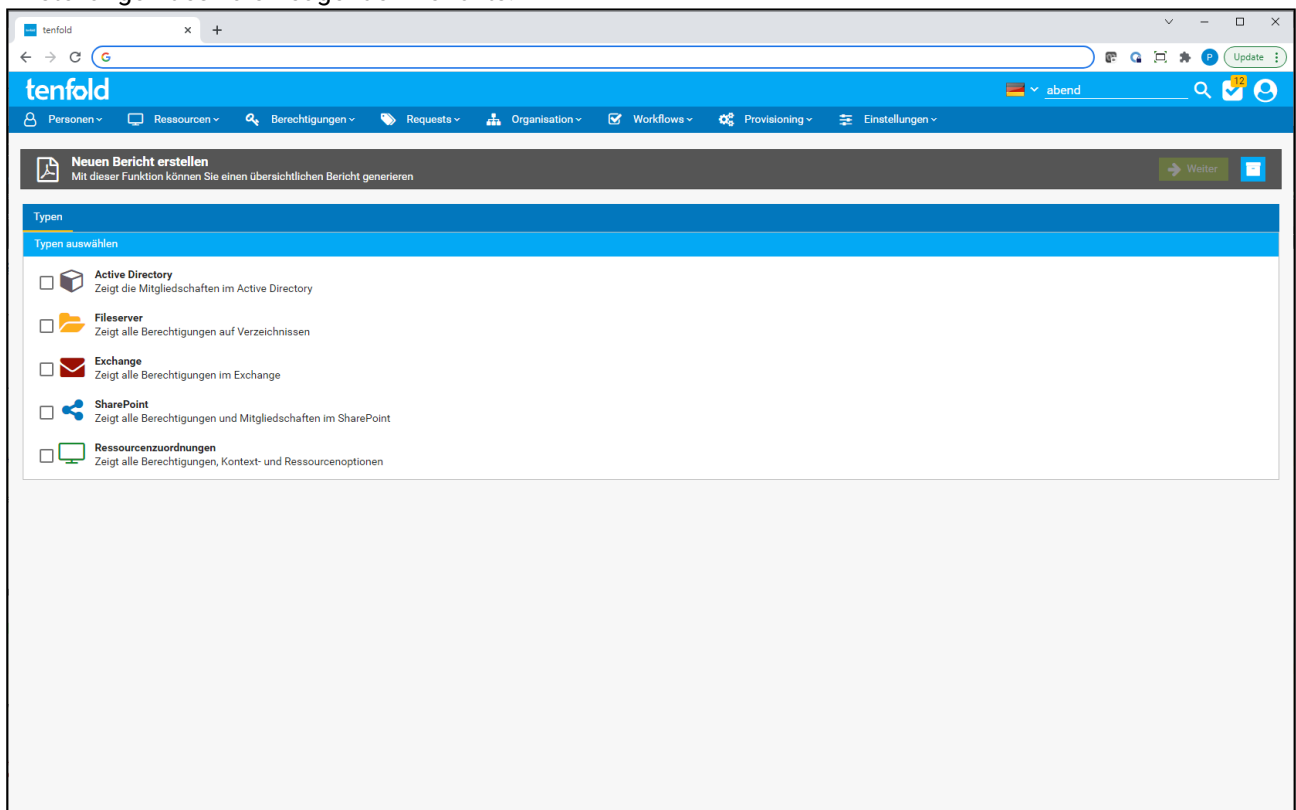 tenfold
Update
tenfold
abend
12
Personen Ressourcen Berechtigungen Requests Organisation Workflows Provisioning Einstellungen
Neuen Bericht erstellen
Mit dieser Funktion können Sie einen übersichtlichen Bericht generieren
Weiter
Typen
Typen auswählen
Active Directory
Zeigt die Mitgliedschaften im Active Directory
Fileserver
Zeigt alle Berechtigungen auf Verzeichnissen
Exchange
Zeigt alle Berechtigungen im Exchange
SharePoint
Zeigt alle Berechtigungen und Mitgliedschaften im SharePoint
Ressourcenzuordnungen
Zeigt alle Berechtigungen, Kontext- und Ressourcenoptionen